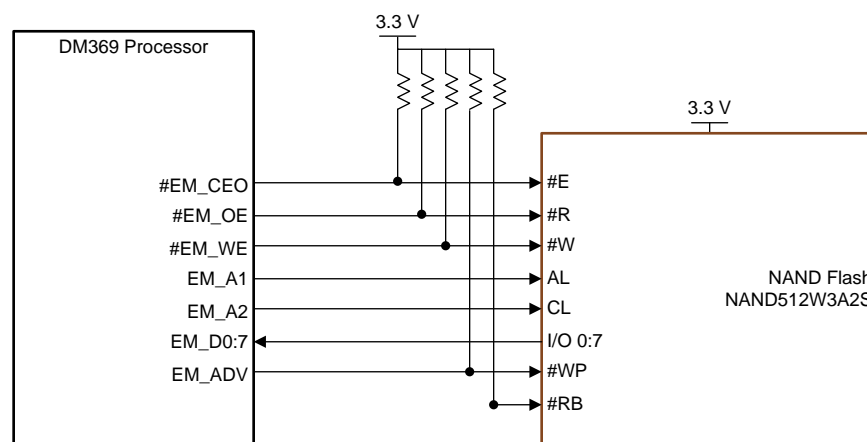 3.3 V
DM369 Processor
3.3 V
#EM_CEO
#E
#EM_OE
#R
#EM_WE
#W
EM_A1
AL
NAND Flash
EM_A2
CL
NAND512W3A2S
EM_D0:7
I/O 0:7
EM_ADV
#WP
#RB